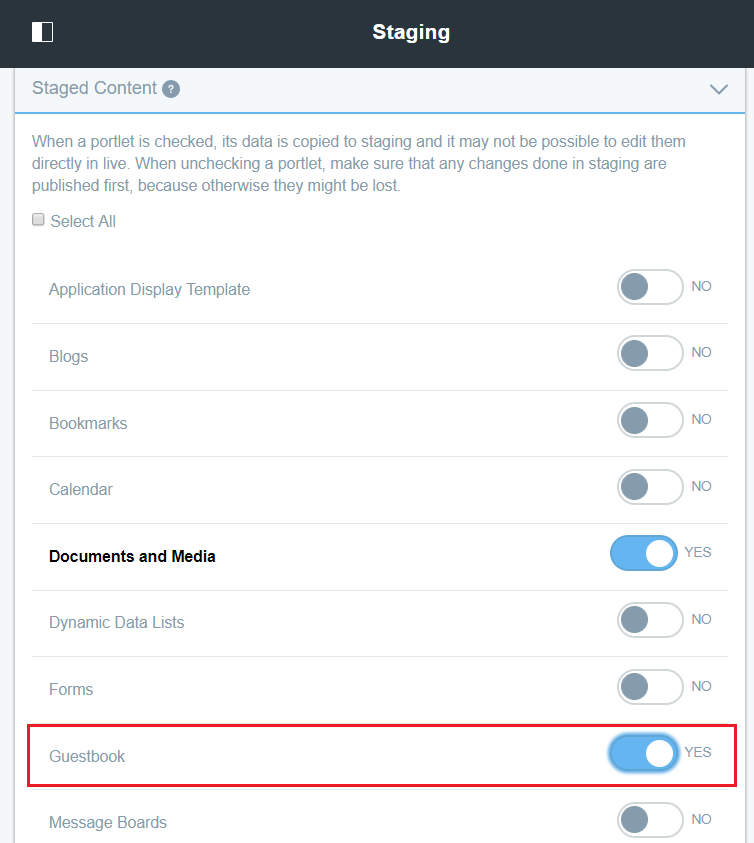 Staging
Staged Content ?
When a portlet is checked, its data is copied to staging and it may not be possible to edit them
directly in live. When unchecking a portlet, make sure that any changes done in staging are
published first, because otherwise they might be lost.
Select All
Application Display Template NO
Blogs NO
Bookmarks NO
Calendar NO
Documents and Media YES
Dynamic Data Lists NO
Forms NO
Guestbook YES
Message Boards NO